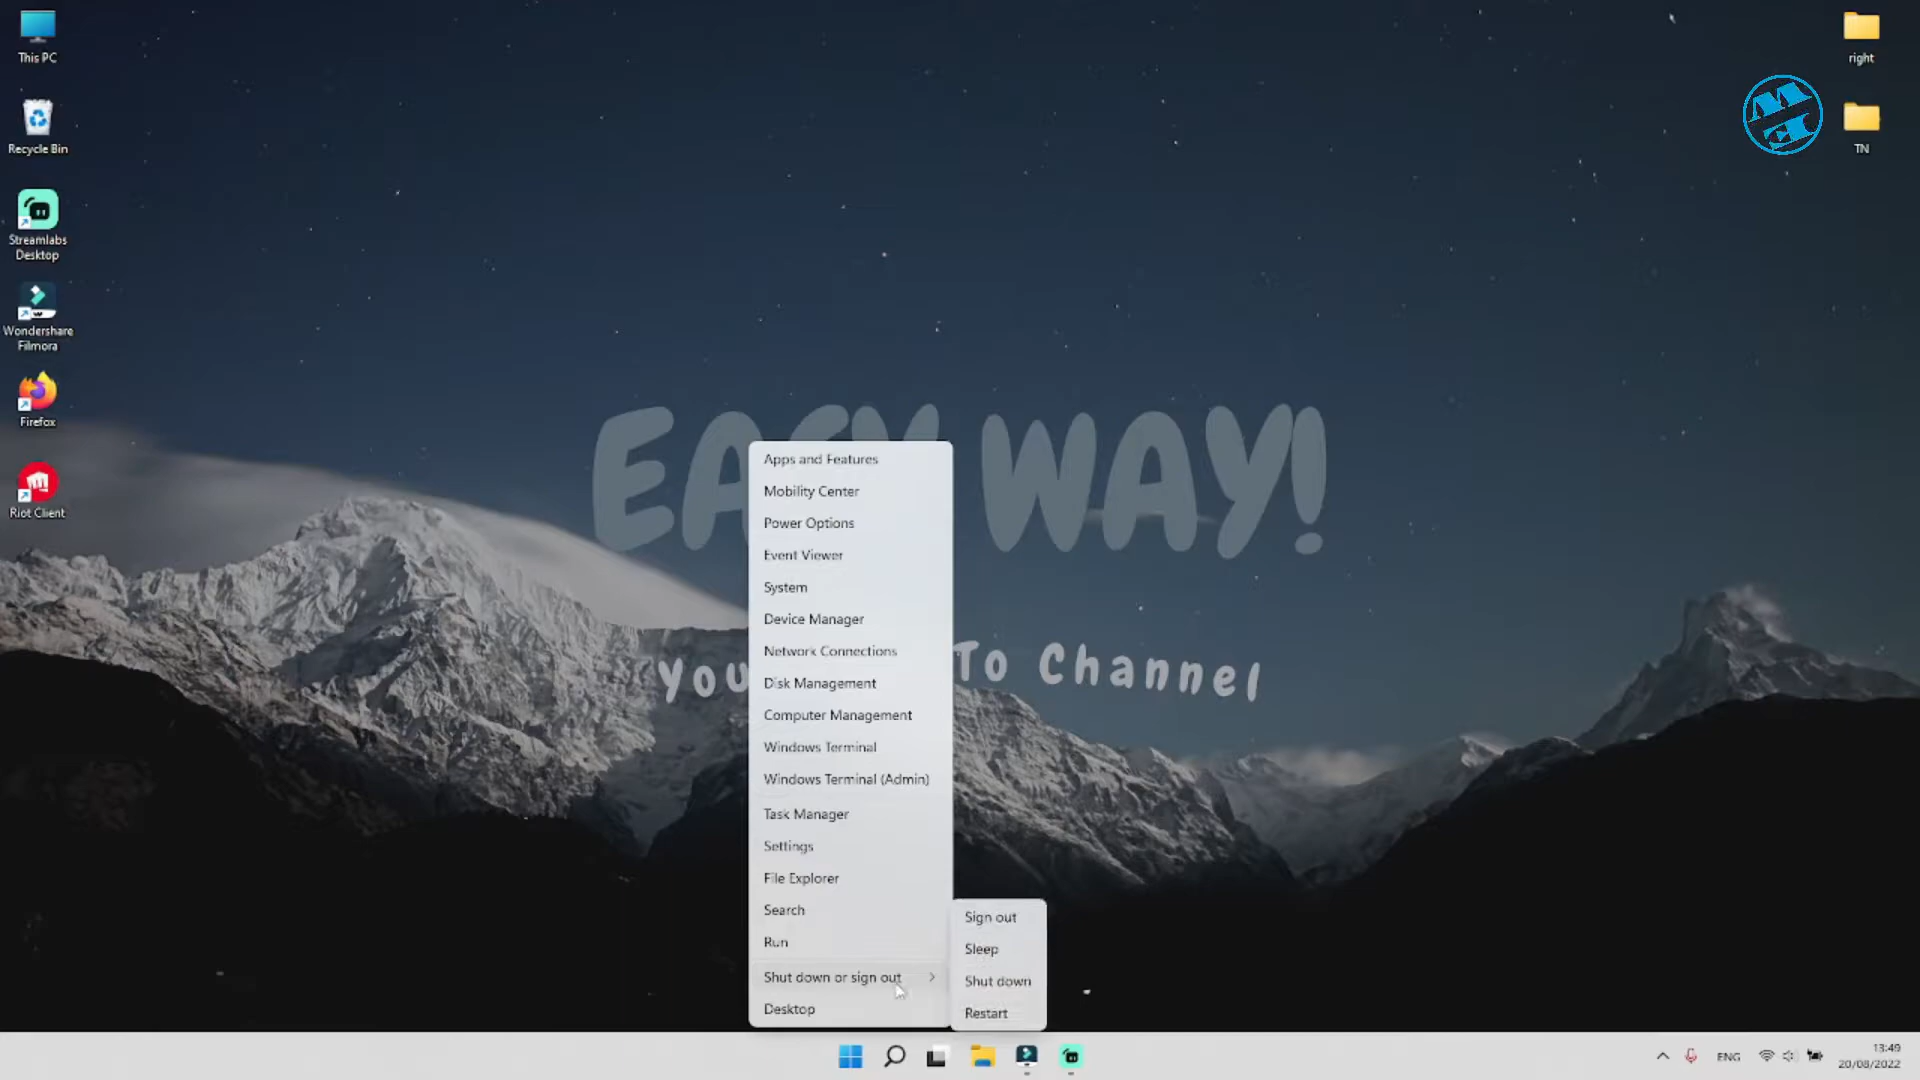 This PC
Recycle Bin
Streamlabs
Desktop
Wondershare
Filmora
Firefox
Riot Client
right
TN
WAY!
You
To Channel
Apps and Features
Mobility Center
Power Options
Event Viewer
System
Device Manager
Network Connections
Disk Management
Computer Management
Windows Terminal
Windows Terminal (Admin)
Task Manager
Settings
File Explorer
Search
Run
Shut down or sign out
Desktop
Sign out
Sleep
Shut down
Restart
ENG
13:49
20/08/2022